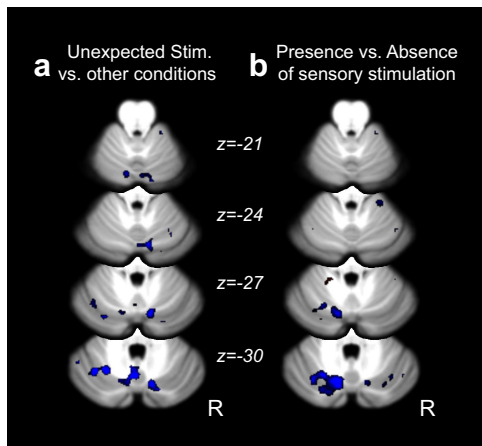 a
Unexpected Stim.
vs. other conditions
b
Presence vs. Absence
of sensory stimulation
z=-21
z=-24
z=-27
z=-30
R
R